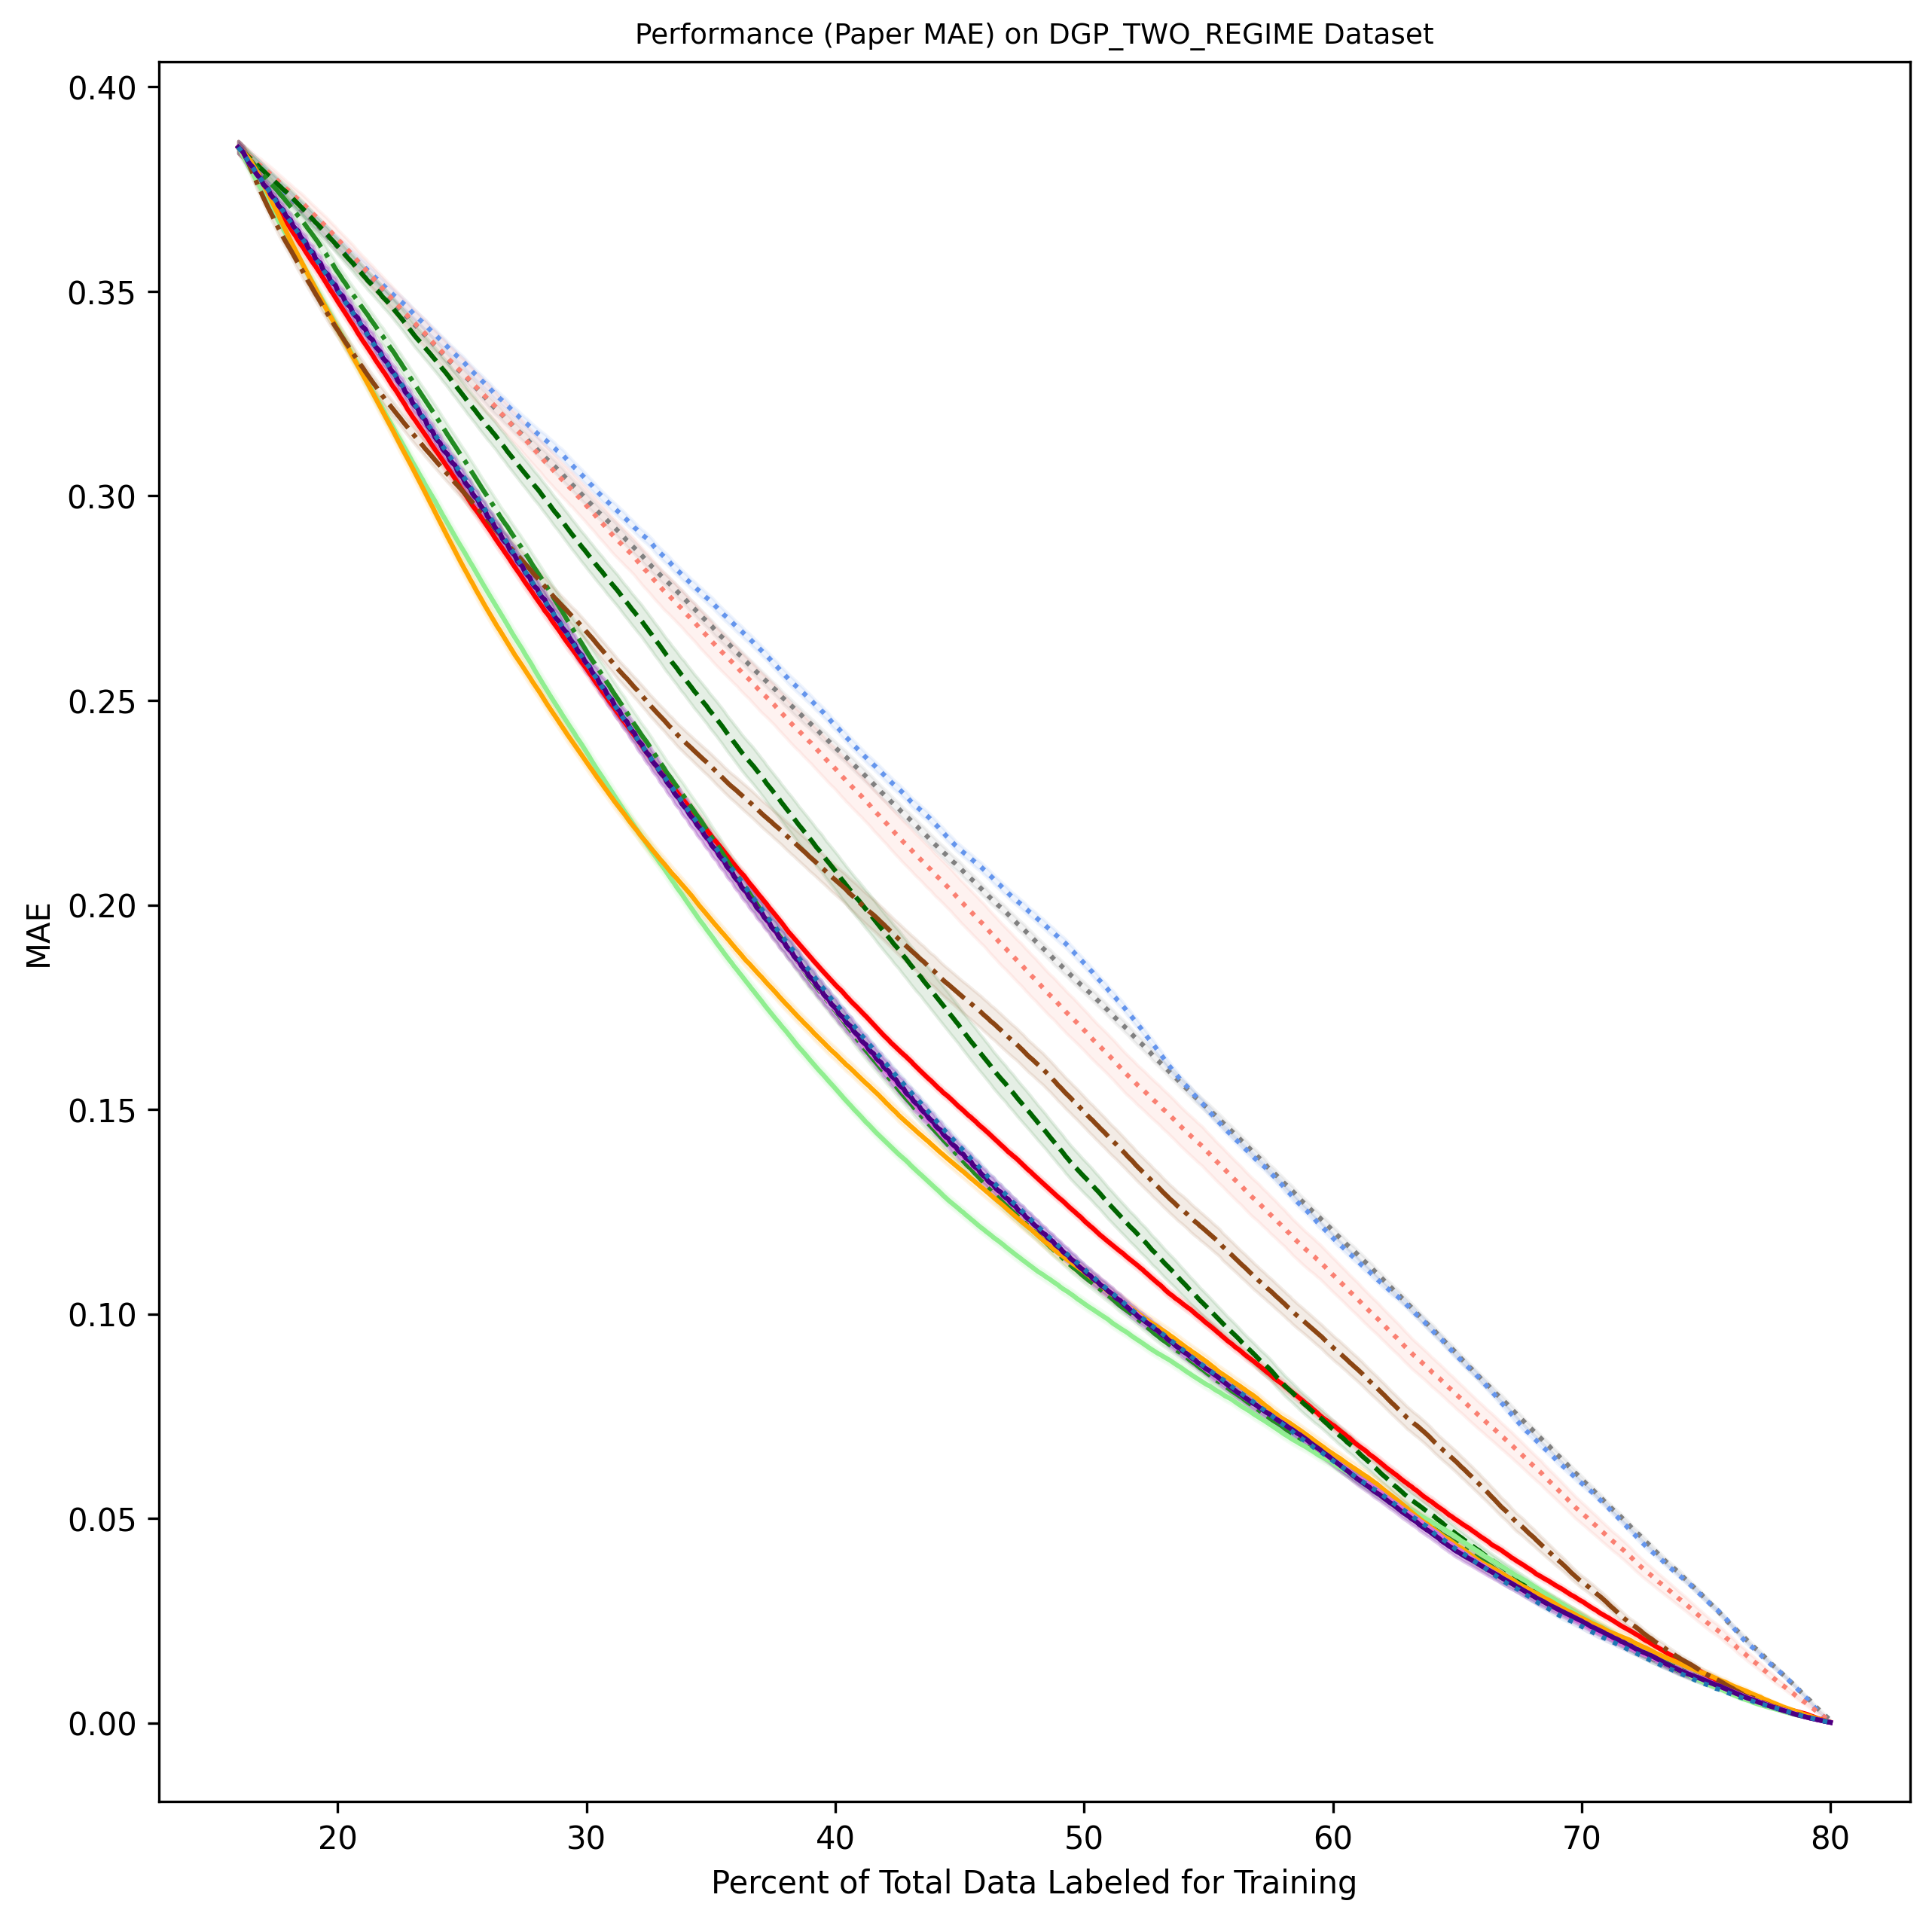 Performance (Paper MAE) on DGP_TWO_REGIME Dataset
0.40
0.35
0.30
0.25
0.20
0.15
0.10
0.05
0.00
MAE
20 30 40 50 60 70 80
Percent of Total Data Labeled for Training